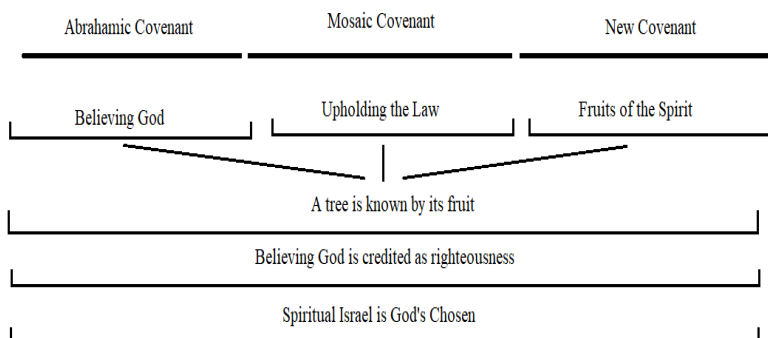 Abrahamic Covenant
Mosaic Covenant
New Covenant
Believing God
Upholding the Law
Fruits of the Spirit
A tree is known by its fruit
Believing God is credited as righteousness
Spiritual Israel is God's Chosen